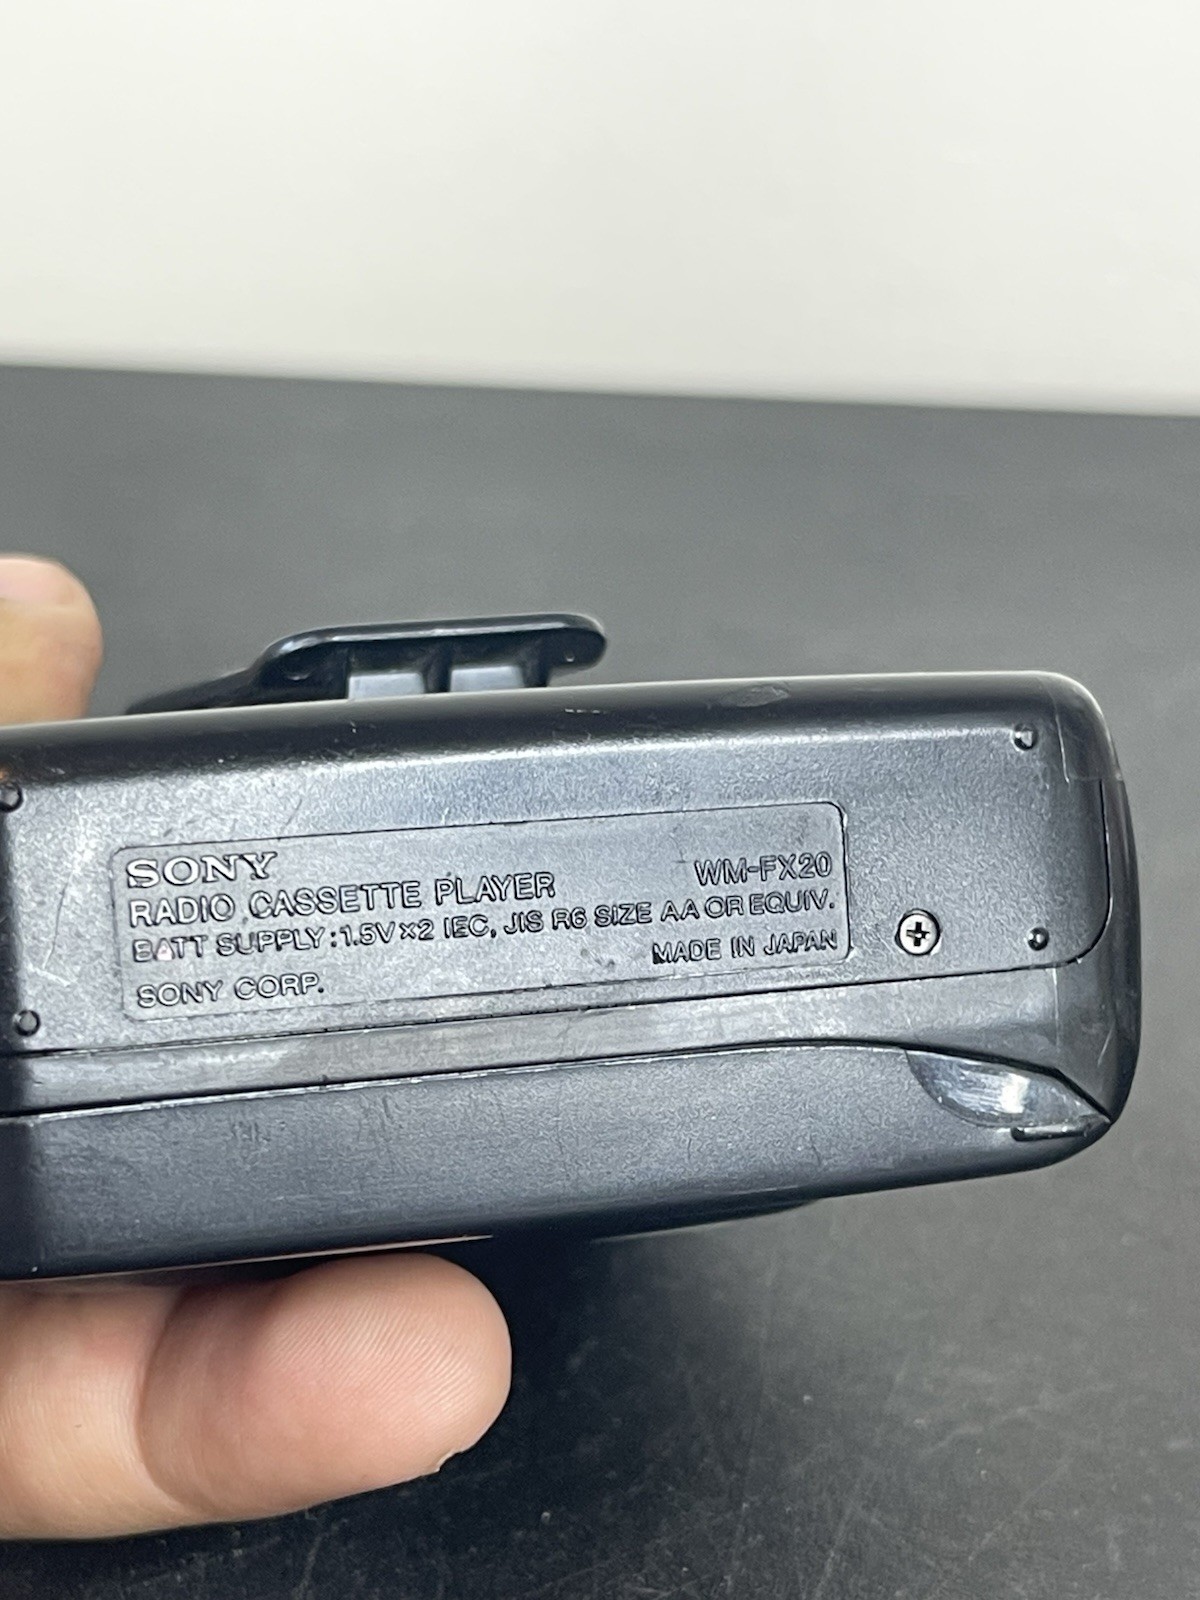 SONY
RADIO CASSETTE PLAYER WM-FX20
BATT SUPPLY:1.5V×2 IEC, JIS R6 SIZE AA OR EQUIV.
SONY CORP. MADE IN JAPAN